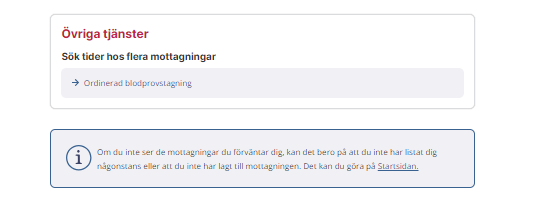 Övriga tjänster
Sök tider hos flera mottagningar
→ Ordinerad blodprovstagning
Om du inte ser de mottagningar du förväntar dig, kan det bero på att du inte har listat dig
någonstans eller att du inte har lagt till mottagningen. Det kan du göra på Startsidan.